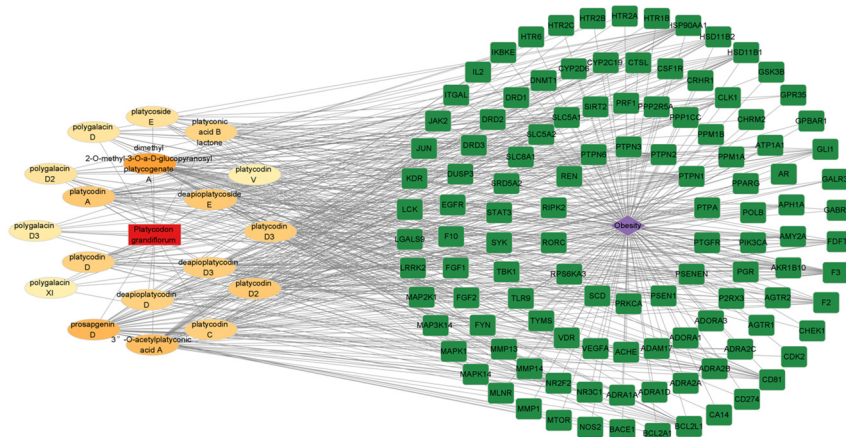 platycoside
E
polygalacin
D
platyconic
acid B
lactone
dimethyl
2-O-methyl-3-O-a-D-glucopyranosyl
platycogenate
A
polygalacin
D2
platycodin
V
platycodin
A
deapioplatycoside
E
polygalacin
D3
Platycodon
grandiflorum
platycodin
D3
platycodin
D
deapioplatycodin
D3
polygalacin
XI
platycodin
D2
deapioplatycodin
D
prosapogenin
D
platycodin
C
3``-O-acetylplatyconic
acid A
HTR2A
HTR1B
HTR2B
HSP90AA1
HTR2C
HSD11B2
HTR6
HSD11B1
IKBKE
CYP2D6
CYP2C19
CTSL
IL2
DNMT1
CSF1R
GSK3B
CRHR1
ITGAL
DRD1
SIRT2
PRF1
PPP2R5A
CLK1
GPR35
SLC5A1
PPP1CC
JAK2
DRD2
CHRM2
GPBAR1
SLC5A2
PPM1B
JUN
DRD3
PTPN6
PTPN3
PTPN2
PPM1A
ATP1A1
GLI1
SLC6A1
KDR
DUSP3
SRD5A2
REN
PTPN1
PPARG
AR
GALR3
LCK
EGFR
STAT3
RIPK2
PTPA
POLB
APH1A
GABR
Obesity
LGALS9
F10
SYK
RORC
PTGFR
PIK3CA
AMY2A
FDFT
LRRK2
FGF1
TBK1
RPS6KA3
PSENEN
PGR
AKR1B10
F3
MAP2K1
FGF2
TLR9
SCD
PRKCA
PSEN1
P2RX3
AGTR2
F2
MAP3K14
FYN
TYMS
ADORA3
AGTR1
CHEK1
VDR
VEGFA
ACHE
ADAM17
ADORA1
MAPK1
MMP13
ADRA2C
CDK2
MAPK14
MMP14
ADRA2B
CD81
NR2F2
NR3C1
ADRA1A
ADRA1D
ADRA2A
MLNR
CD274
MMP1
CA14
MTOR
NOS2
BACE1
BCL2A1
BCL2L1